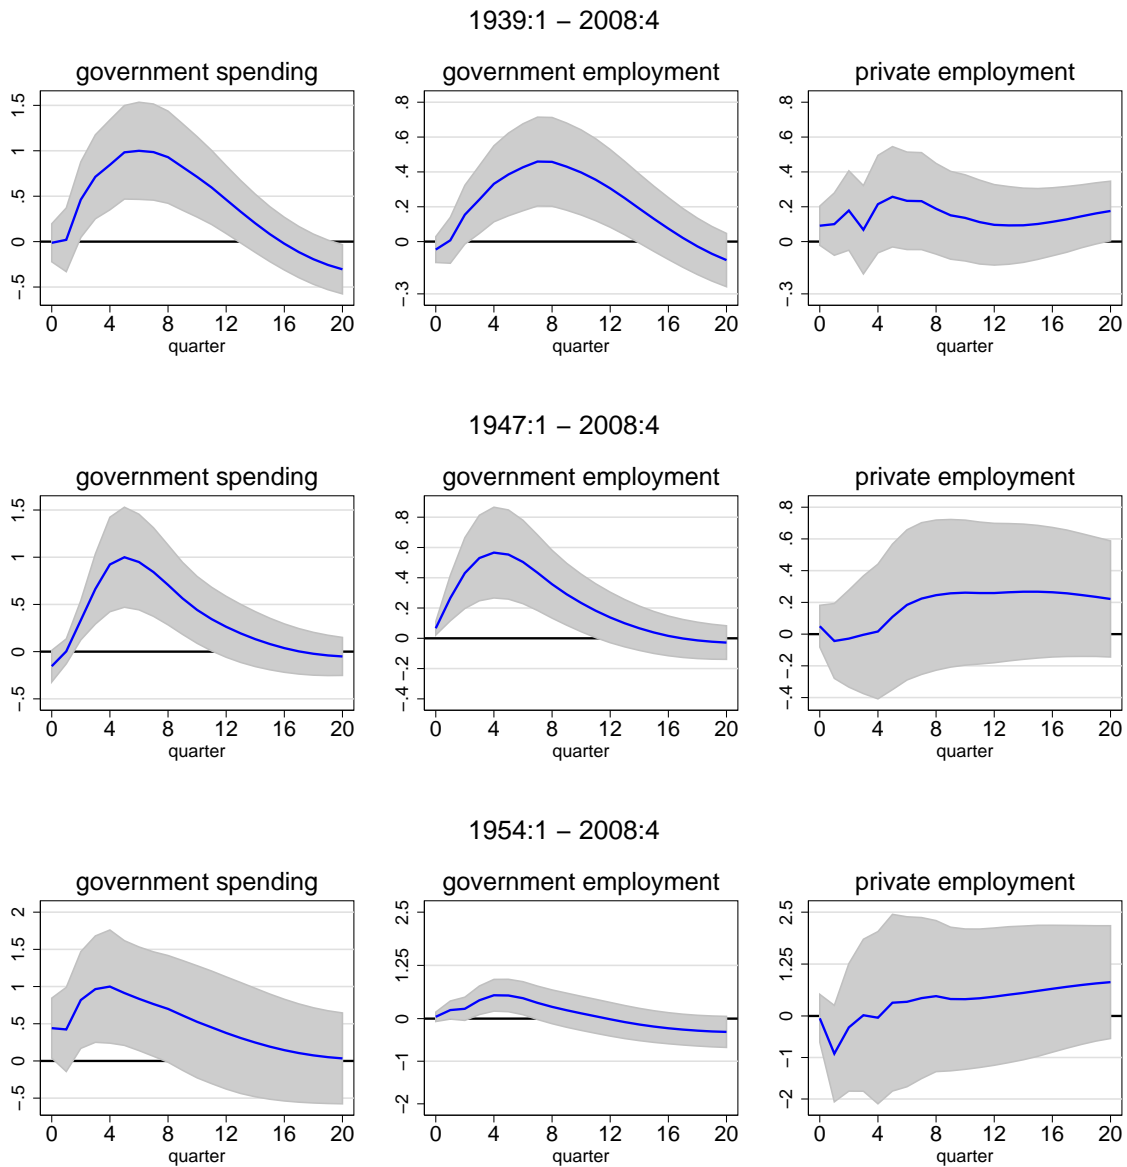 1939:1 − 2008:4
government spending government employment private employment
1.5 .8 .8
1 .6 .6
.5 .4 .4
0 .2 .2
−.5 0 0
−.3 −.3
0 4 8 12 16 20 0 4 8 12 16 20 0 4 8 12 16 20
quarter quarter quarter
1947:1 − 2008:4
government spending government employment private employment
1.5 .8 .8
1 .6 .6
.5 .4 .4
0 .2 .2
−.5 0 0
−.2 −.2
−.4 −.4
0 4 8 12 16 20 0 4 8 12 16 20 0 4 8 12 16 20
quarter quarter quarter
1954:1 − 2008:4
government spending government employment private employment
2 2.5 2.5
1.5 1.25 1.25
1 0 0
.5 −1 −1
0 −2 −2
−.5
0 4 8 12 16 20 0 4 8 12 16 20 0 4 8 12 16 20
quarter quarter quarter